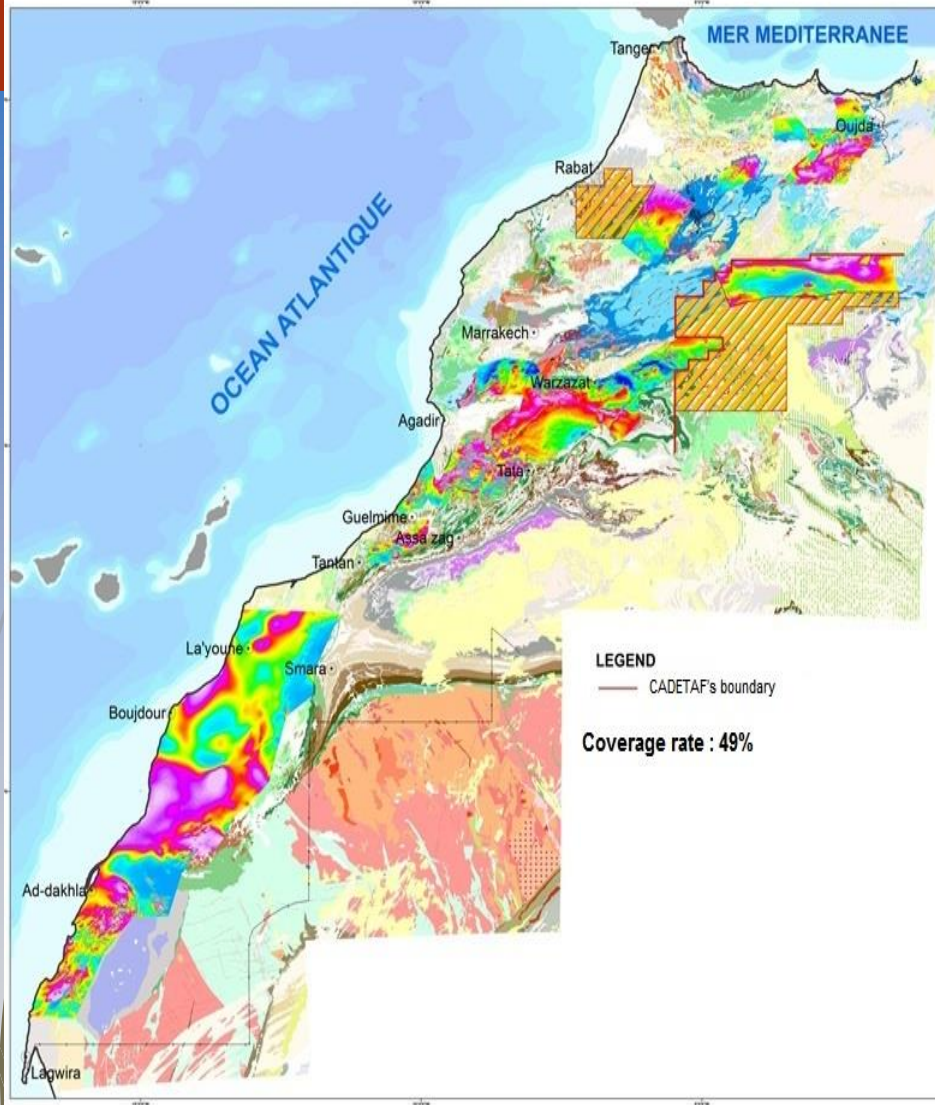 MER MEDITERRANEE
Tanger
Oujda
Rabat
OCEAN ATLANTIQUE
Marrakech
Warzazat
Agadir
Tata
Guelmime
Assa zag
Tantan
La'youne
Smara
LEGEND
CADETAF's boundary
Boujdour
Coverage rate : 49%
Ad-dakhla
Lagwira